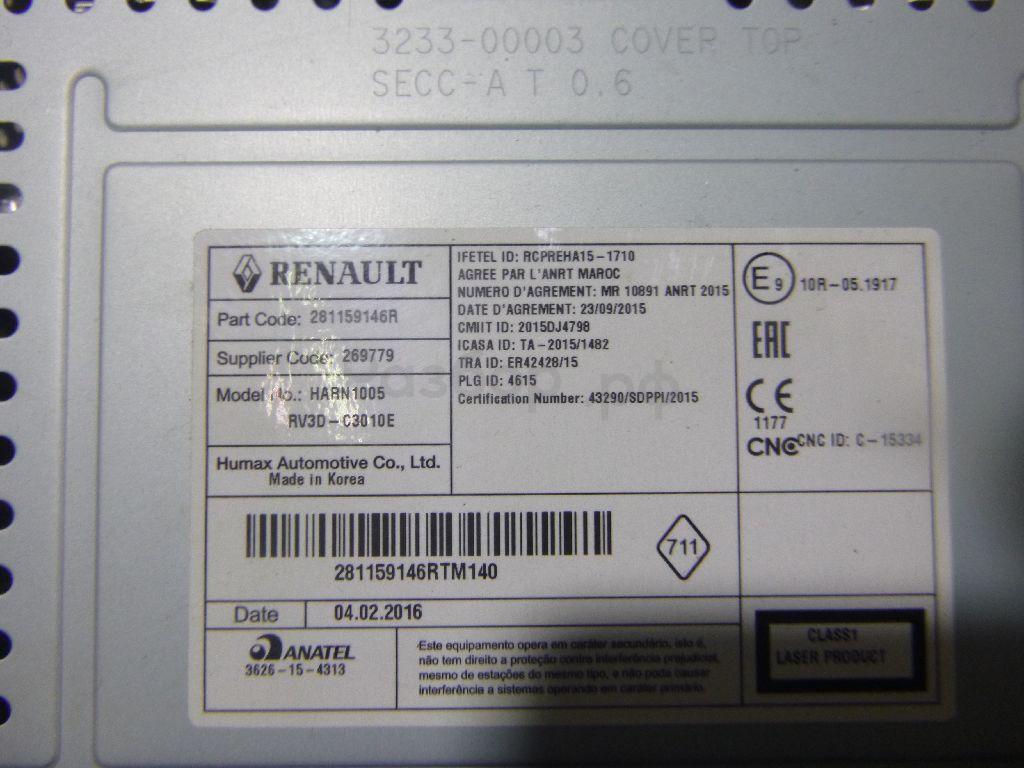 3233-00003 COVER TOP
SECC-A T 0.6
RENAULT
Part Code: 281159146R
Supplier Code: 269779
Model No.: HARN1005
RV3D-C3010E
Humax Automotive Co., Ltd.
Made in Korea
IFETEL ID: RCPREHA15-1710
AGREE PAR L'ANRT MAROC
NUMERO D'AGREMENT: MR 10891 ANRT 2015
DATE D'AGREMENT: 23/09/2015
CMIIT ID: 2015DJ4798
ICASA ID: TA-2015/1482
TRA ID: ER42428/15
PLG ID: 4615
Certification Number: 43290/SDPPI/2015
E9 10R-05.1917
EAC
CE
1177
CNC CNC ID: C-15334
281159146RTM140
711
Date 04.02.2016
ANATEL
3626-15-4313
Este equipamento opera em caráter secundário, isto é,
não tem direito a proteção contra interferência prejudicial,
mesmo de estações do mesmo tipo, e não pode causar
interferência a sistemas operando em caráter primário.
CLASS1
LASER PRODUCT